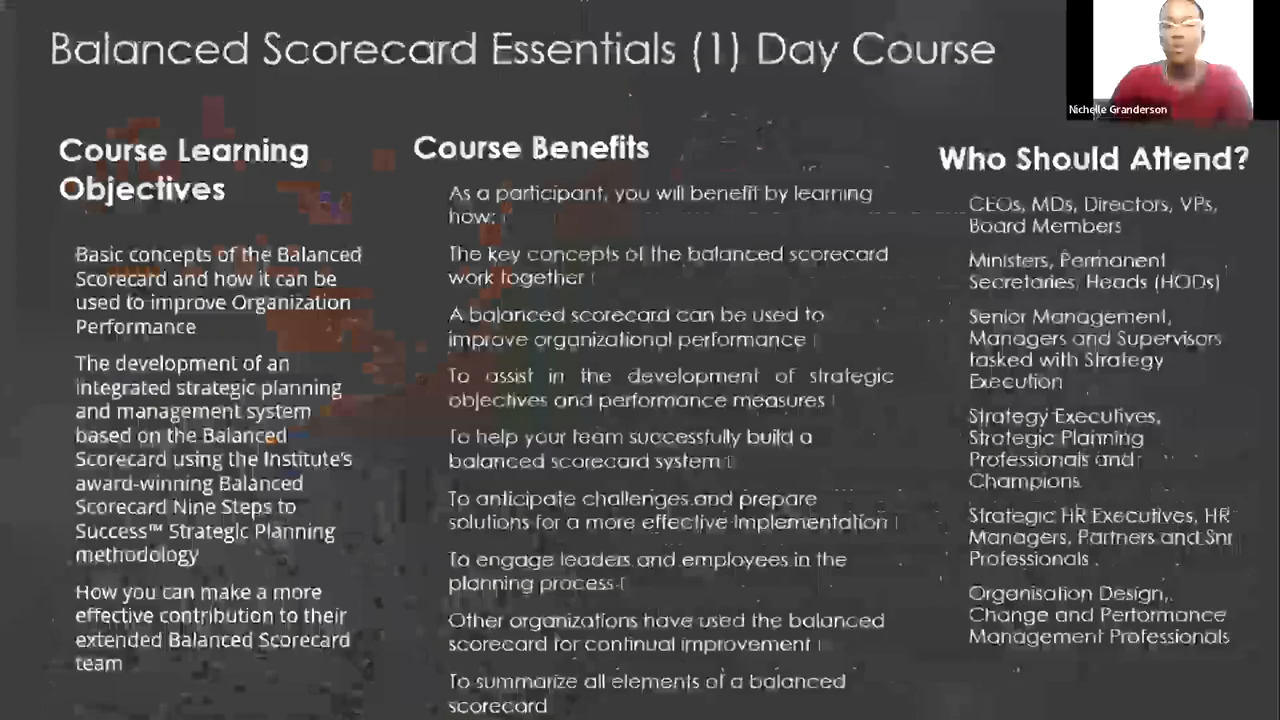 Balanced Scorecard Essentials (1) Day Course
Nichelle Granderson
Course Learning
Objectives
Basic concepts of the Balanced
Scorecard and how it can be
used to improve Organization
Performance
The development of an
integrated strategic planning
and management system
based on the Balanced
Scorecard using the Institute's
award-winning Balanced
Scorecard Nine Steps to
Success™ Strategic Planning
methodology
How you can make a more
effective contribution to their
extended Balanced Scorecard
team
Course Benefits
As a participant, you will benefit by learning
how:
The key concepts of the balanced scorecard
work together
A balanced scorecard can be used to
improve organizational performance
To assist in the development of strategic
objectives and performance measures
To help your team successfully build a
balanced scorecard system
To anticipate challenges and prepare
solutions for a more effective implementation
To engage leaders and employees in the
planning process
Other organizations have used the balanced
scorecard for continual improvement
To summarize all elements of a balanced
scorecard
Who Should Attend?
CEOs, MDs, Directors, VPs,
Board Members
Ministers, Permanent
Secretaries, Heads (HODs)
Senior Management,
Managers and Supervisors
tasked with Strategy
Execution
Strategy Executives,
Strategic Planning
Professionals and
Champions
Strategic HR Executives, HR
Managers, Partners and Snr
Professionals .
Organisation Design,
Change and Performance
Management Professionals